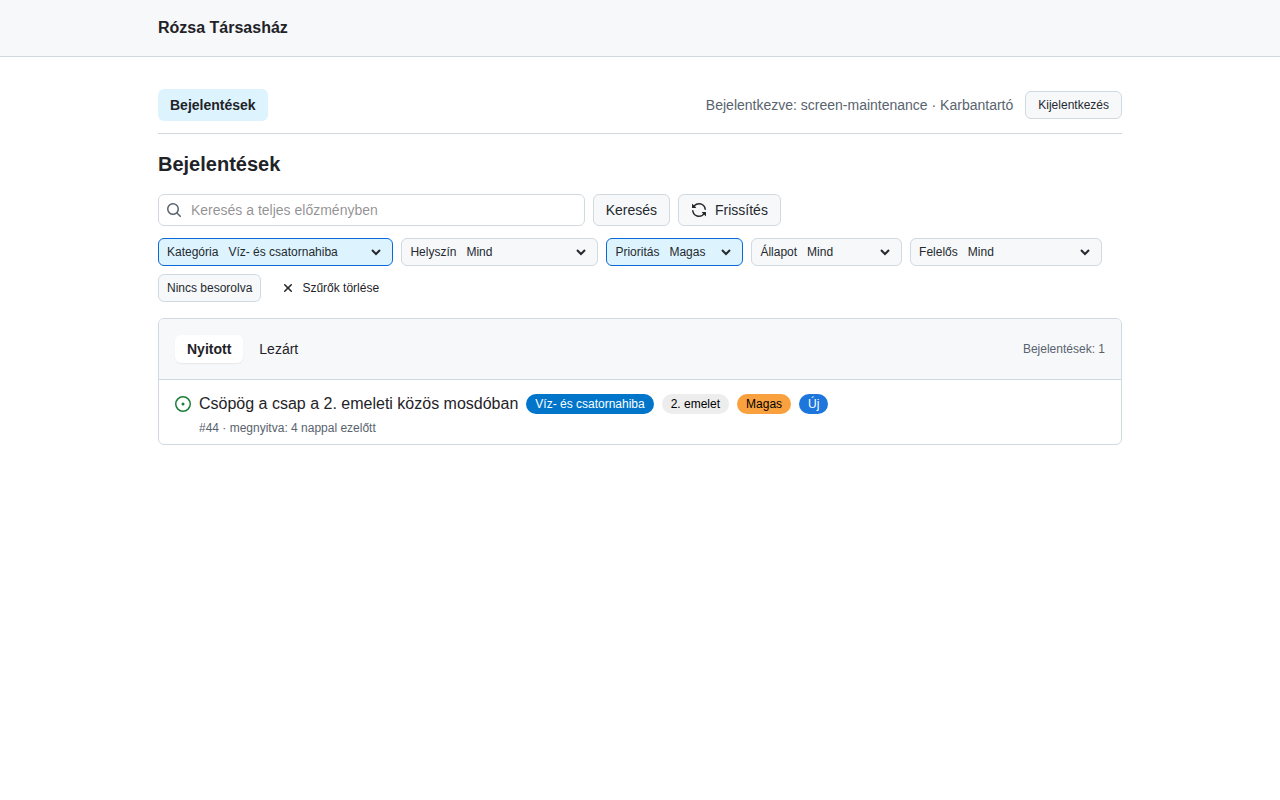 Rózsa Társasház
Bejelentések
Bejelentkezve: screen-maintenance · Karbantartó
Kijelentkezés
Bejelentések
Keresés a teljes előzményben
Keresés
Frissítés
Kategória Víz- és csatornahiba
Helyszín Mind
Prioritás Magas
Állapot Mind
Felelős Mind
Nincs besorolva
Szűrők törlése
Nyitott
Lezárt
Bejelentések: 1
Csöpög a csap a 2. emeleti közös mosdóban Víz- és csatornahiba 2. emelet Magas Új
#44 · megnyitva: 4 nappal ezelőtt